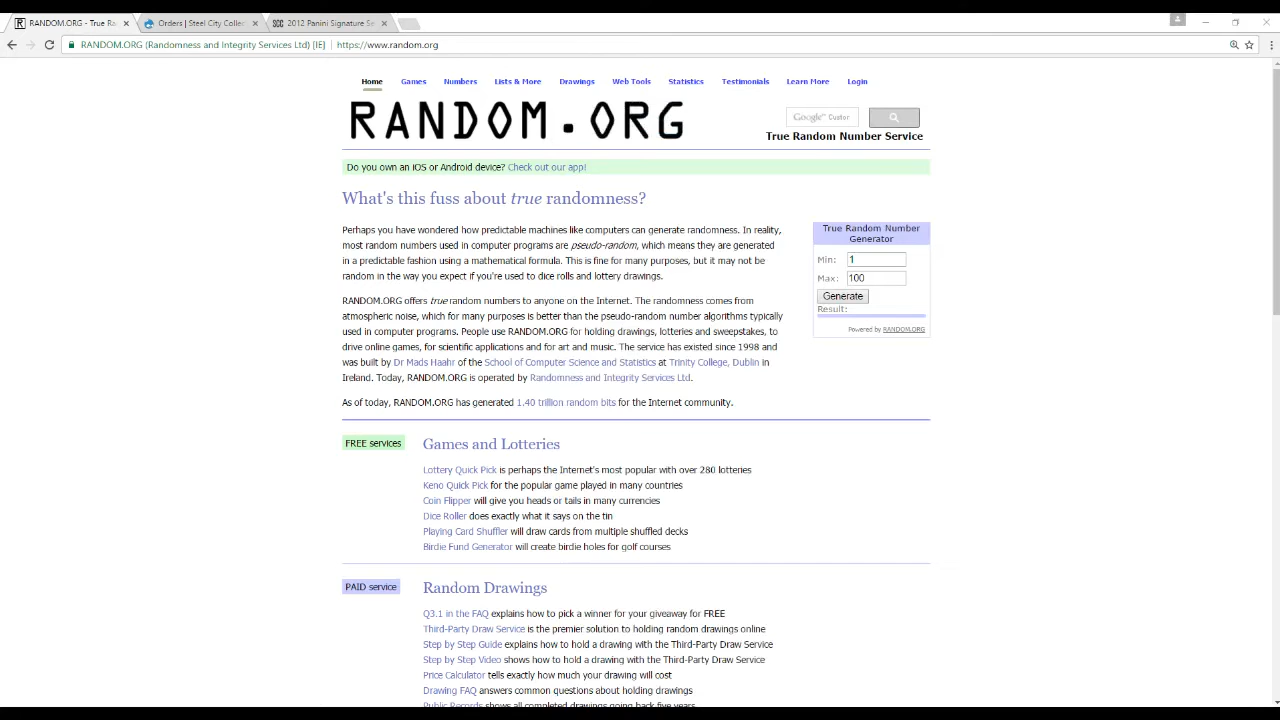 RANDOM.ORG - True Ra
Orders | Steel City Collec
SCC 2012 Panini Signature Se
RANDOM.ORG (Randomness and Integrity Services Ltd) [IE] | https://www.random.org
Home Games Numbers Lists & More Drawings Web Tools Statistics Testimonials Learn More Login
RANDOM.ORG
Google™ Custor
True Random Number Service
Do you own an iOS or Android device? Check out our app!
What's this fuss about true randomness?
Perhaps you have wondered how predictable machines like computers can generate randomness. In reality,
most random numbers used in computer programs are pseudo-random, which means they are generated
in a predictable fashion using a mathematical formula. This is fine for many purposes, but it may not be
random in the way you expect if you're used to dice rolls and lottery drawings.
RANDOM.ORG offers true random numbers to anyone on the Internet. The randomness comes from
atmospheric noise, which for many purposes is better than the pseudo-random number algorithms typically
used in computer programs. People use RANDOM.ORG for holding drawings, lotteries and sweepstakes, to
drive online games, for scientific applications and for art and music. The service has existed since 1998 and
was built by Dr Mads Haahr of the School of Computer Science and Statistics at Trinity College, Dublin in
Ireland. Today, RANDOM.ORG is operated by Randomness and Integrity Services Ltd.
As of today, RANDOM.ORG has generated 1.40 trillion random bits for the Internet community.
True Random Number
Generator
Min: 1
Max: 100
Generate
Result:
Powered by RANDOM.ORG
FREE services
Games and Lotteries
Lottery Quick Pick is perhaps the Internet's most popular with over 280 lotteries
Keno Quick Pick for the popular game played in many countries
Coin Flipper will give you heads or tails in many currencies
Dice Roller does exactly what it says on the tin
Playing Card Shuffler will draw cards from multiple shuffled decks
Birdie Fund Generator will create birdie holes for golf courses
PAID service
Random Drawings
Q3.1 in the FAQ explains how to pick a winner for your giveaway for FREE
Third-Party Draw Service is the premier solution to holding random drawings online
Step by Step Guide explains how to hold a drawing with the Third-Party Draw Service
Step by Step Video shows how to hold a drawing with the Third-Party Draw Service
Price Calculator tells exactly how much your drawing will cost
Drawing FAQ answers common questions about holding drawings
Public Records shows all completed drawings going back five years